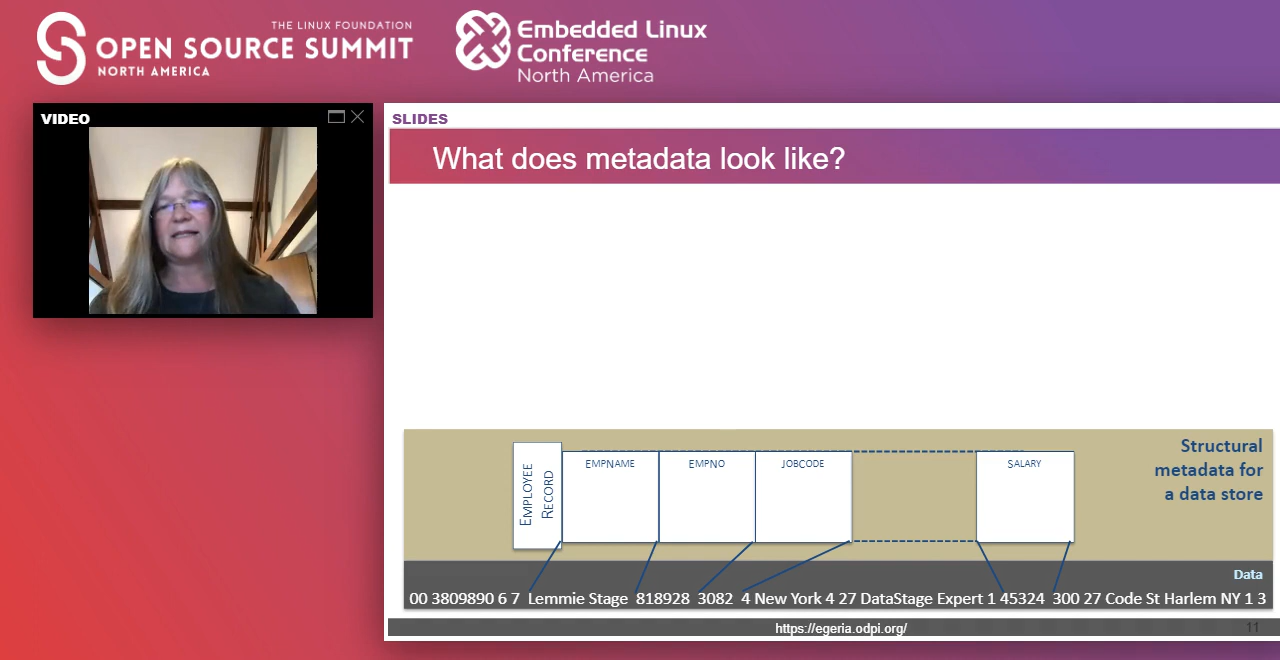 THE LINUX FOUNDATION
OPEN SOURCE SUMMIT
NORTH AMERICA
Embedded Linux
Conference
North America
VIDEO
SLIDES
What does metadata look like?
EMPLOYEE
RECORD
EMPNAME
EMPNO
JOBCODE
SALARY
Structural
metadata for
a data store
Data
00 3809890 6 7 Lemmie Stage 818928 3082 4 New York 4 27 DataStage Expert 1 45324 300 27 Code St Harlem NY 1 3
https://egeria.odpi.org/
11